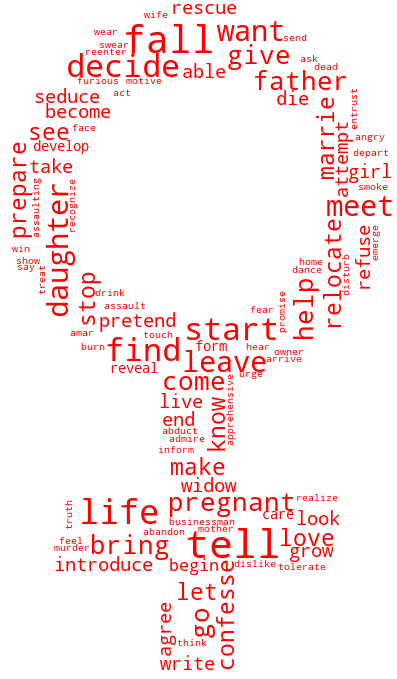 wife
rescue
wear
fall
want
send
swear
reenter
decide
able
give
ask
dead
furious
motive
act
father
die
seduce
become
entrust
see
face
marrie
attempt
angry
develop
depart
prepare
take
girl
assaulting
recognize
smoke
daughter
meet
win
show
say
treat
relocate
refuse
emerge
disturb
home
dance
stop
drink
help
assault
fear
promise
pretend
start
amar
touch
burn
find
form
hear
owner
reveal
leave
arrive
come
urge
apprehensive
live
know
end
abduct
admire
inform
make
widow
pregnant
realize
truth
life
care
look
businessman
mother
abandon
tell
feel
murder
bring
love
grow
introduce
begin
dislike
tolerate
let
confesse
go
agree
think
write